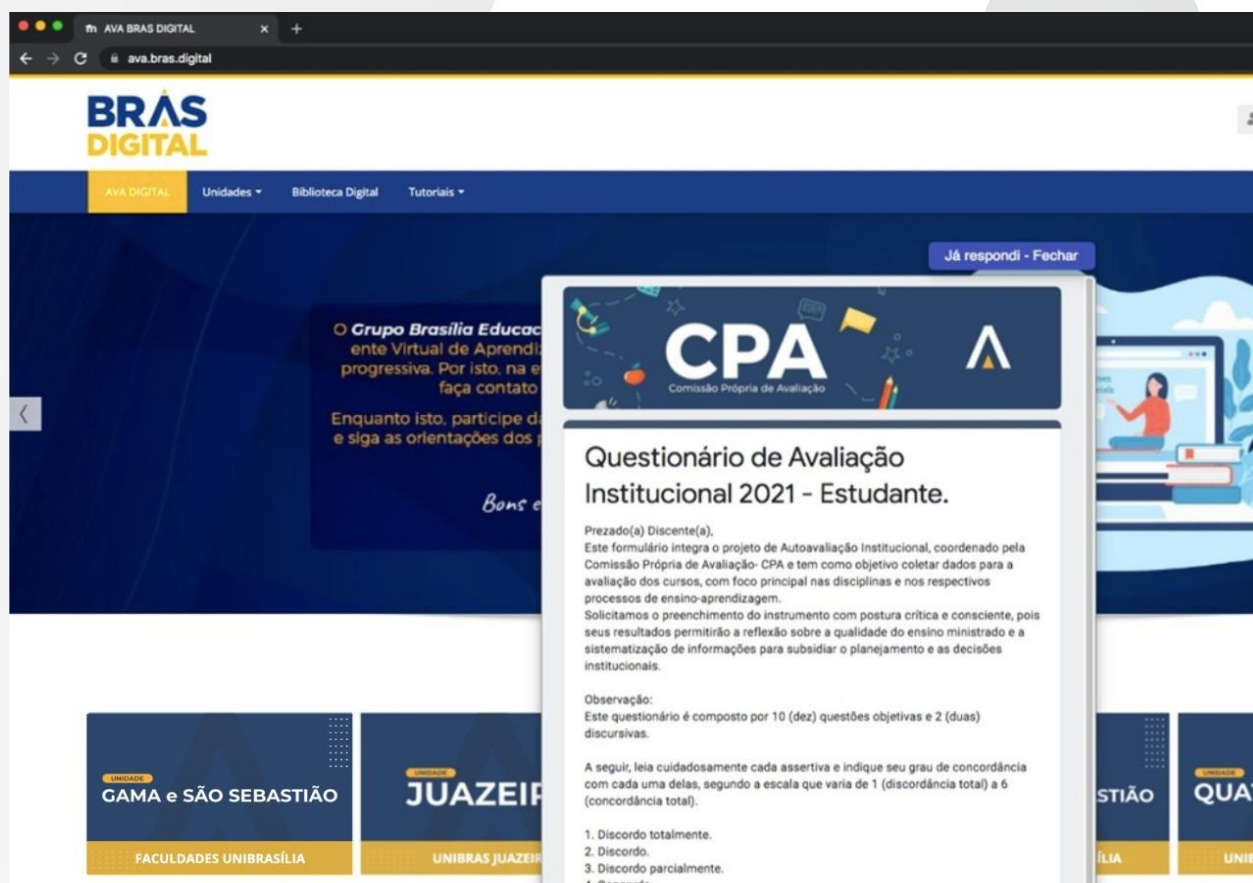 AVA BRAS DIGITAL
ava.bras.digital
BRÁS
DIGITAL
AVA DIGITAL Unidades Biblioteca Digital Tutoriais
Já respondi - Fechar
O Grupo Brasília Educac
ente Virtual de Aprendi
progressiva. Por isto, na e
faça contato
Enquanto isto, participe d
e siga as orientações dos
Bons e
CPA
Comissão Própria de Avaliação
Questionário de Avaliação
Institucional 2021 - Estudante.
Prezado(a) Discente(a),
Este formulário integra o projeto de Autoavaliação Institucional, coordenado pela
Comissão Própria de Avaliação- CPA e tem como objetivo coletar dados para a
avaliação dos cursos, com foco principal nas disciplinas e nos respectivos
processos de ensino-aprendizagem.
Solicitamos o preenchimento do instrumento com postura crítica e consciente, pois
seus resultados permitirão a reflexão sobre a qualidade do ensino ministrado e a
sistematização de informações para subsidiar o planejamento e as decisões
institucionais.
Observação:
Este questionário é composto por 10 (dez) questões objetivas e 2 (duas)
discursivas.
A seguir, leia cuidadosamente cada assertiva e indique seu grau de concordância
com cada uma delas, segundo a escala que varia de 1 (discordância total) a 6
(concordância total).
1. Discordo totalmente.
2. Discordo.
3. Discordo parcialmente.
UNIDADE
GAMA e SÃO SEBASTIÃO
FACULDADES UNIBRASÍLIA
UNIDADE
JUAZEIR
UNIBRAS JUAZEIR
STIÃO
ÍLIA
UNIDADE
QUA
UNIB